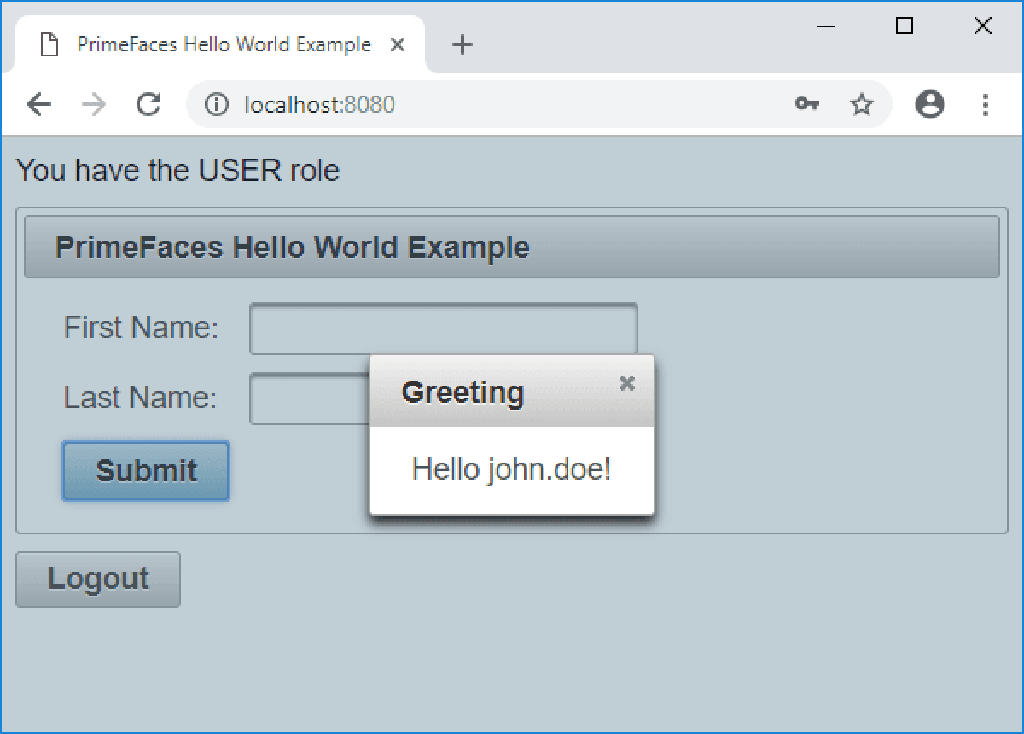 PrimeFaces Hello World Example
localhost:8080
You have the USER role
PrimeFaces Hello World Example
First Name:
Last Name:
Greeting
Hello john.doe!
Submit
Logout